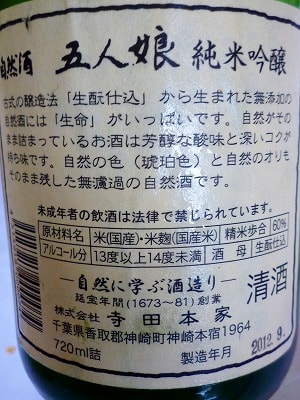 自然酒 五人娘 純米吟醸
古式の醸造法「生酛仕込」から生まれた無添加の
自然酒には「生命」がいっぱいです。自然がその
まま詰まっているお酒は芳醇な酸味と深いコクが
持ち味です。自然の色(琥珀色)と自然のオリも
そのまま残した無濾過の自然酒です。
未成年者の飲酒は法律で禁じられています。
原材料名 米(国産)・米麹(国産米) 精米歩合 60%
アルコール分 13度以上14度未満 酒母 生酛仕込
―自然に学ぶ酒造り―
延宝年間(1673〜81)創業
清酒
株式会社 寺田本家
千葉県香取郡神崎町神崎本宿1964
720ml詰 製造年月 2012.9.